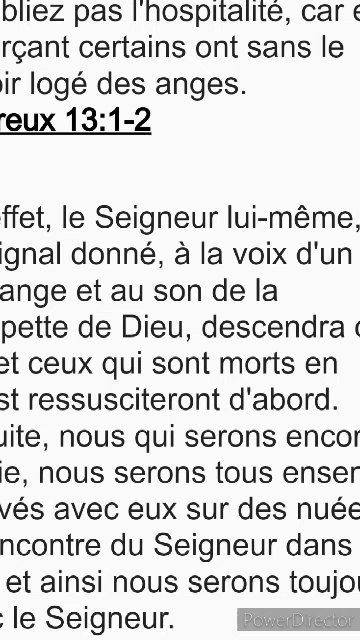 bliez pas l'hospitalité, car e
erçant certains ont sans le
oir logé des anges.
reux 13:1-2
effet, le Seigneur lui-même,
ignal donné, à la voix d'un
ange et au son de la
pette de Dieu, descendra c
et ceux qui sont morts en
st ressusciteront d'abord.
uite, nous qui serons encor
ie, nous serons tous ensem
vés avec eux sur des nuée
ncontre du Seigneur dans
et ainsi nous serons toujou
c le Seigneur.
PowerDirector